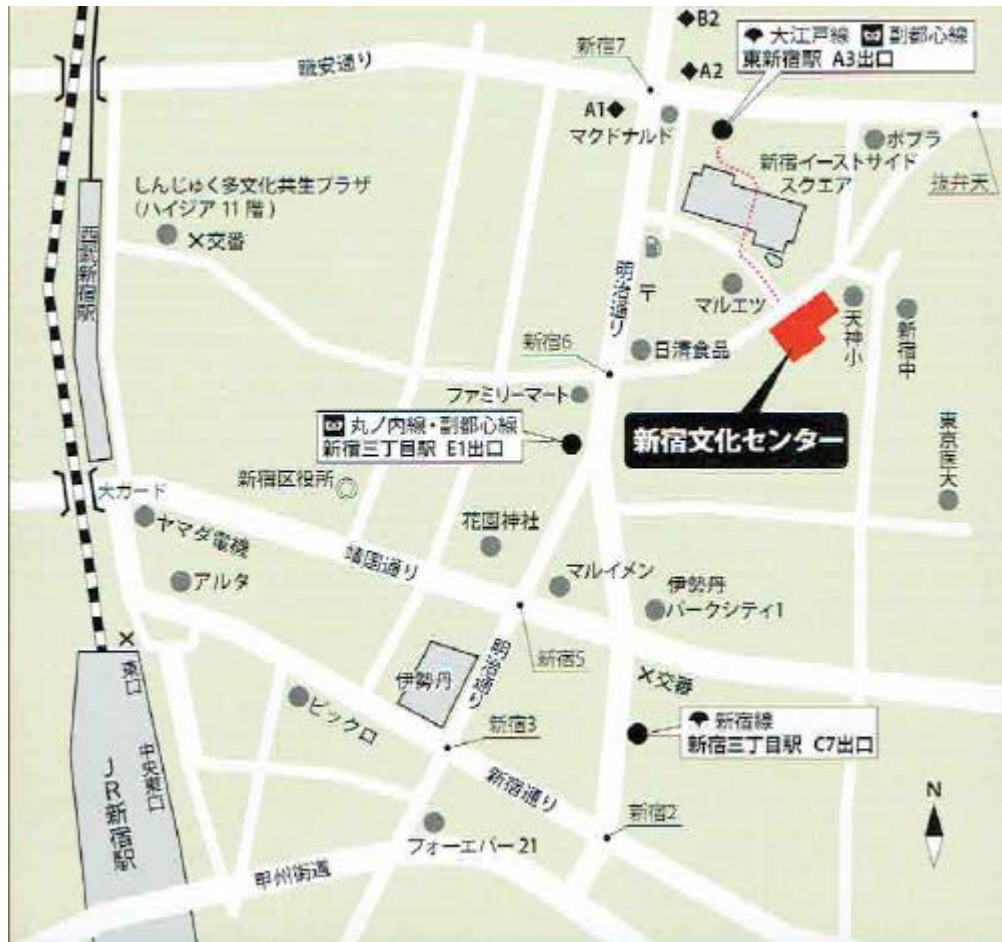 ◆B2
大江戸線 副都心線
東新宿駅 A3出口
新宿7
職安通り
◆A2
A1◆
マクドナルド
ポプラ
新宿イーストサイド
スクエア
抜弁天
しんじゅく多文化共生プラザ
(ハイジア 11 階)
×交番
西武新宿駅
明治通り
〒
マルエツ
天神小
新宿中
日清食品
新宿6
ファミリーマート
丸ノ内線・副都心線
新宿三丁目駅 E1出口
新宿文化センター
東京医大
大ガード
新宿区役所
ヤマダ電機
花園神社
靖国通り
アルタ
マルイメン
伊勢丹
パークシティ1
新宿5
明治通り
伊勢丹
×交番
東口
ビックロ
新宿3
新宿線
新宿三丁目駅 C7出口
中央東口
JR新宿駅
新宿通り
新宿2
N
フォーエバー21
甲州街道